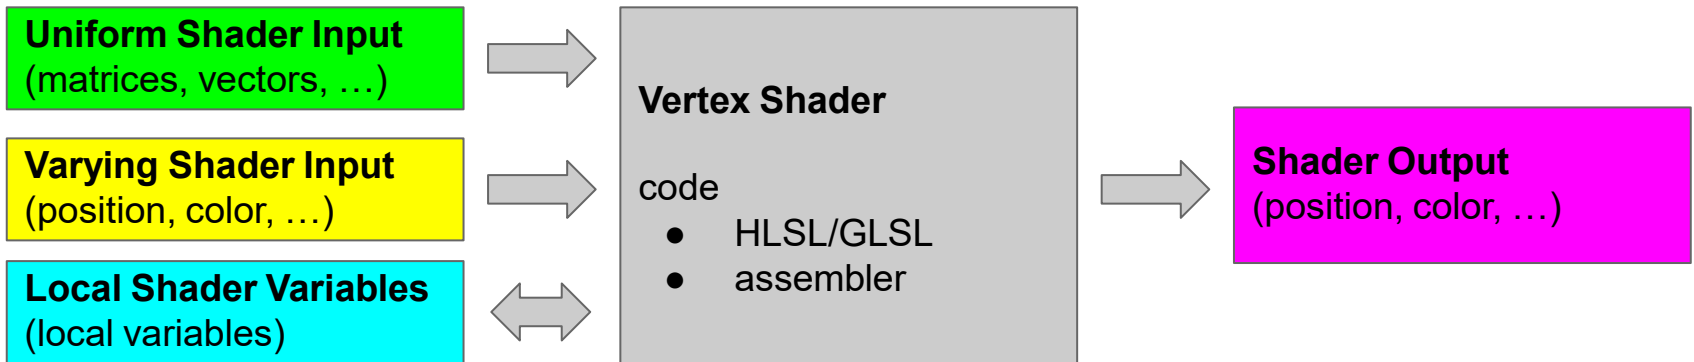 Uniform Shader Input
(matrices, vectors, …)
Varying Shader Input
(position, color, …)
Local Shader Variables
(local variables)
Vertex Shader
code
● HLSL/GLSL
● assembler
Shader Output
(position, color, …)